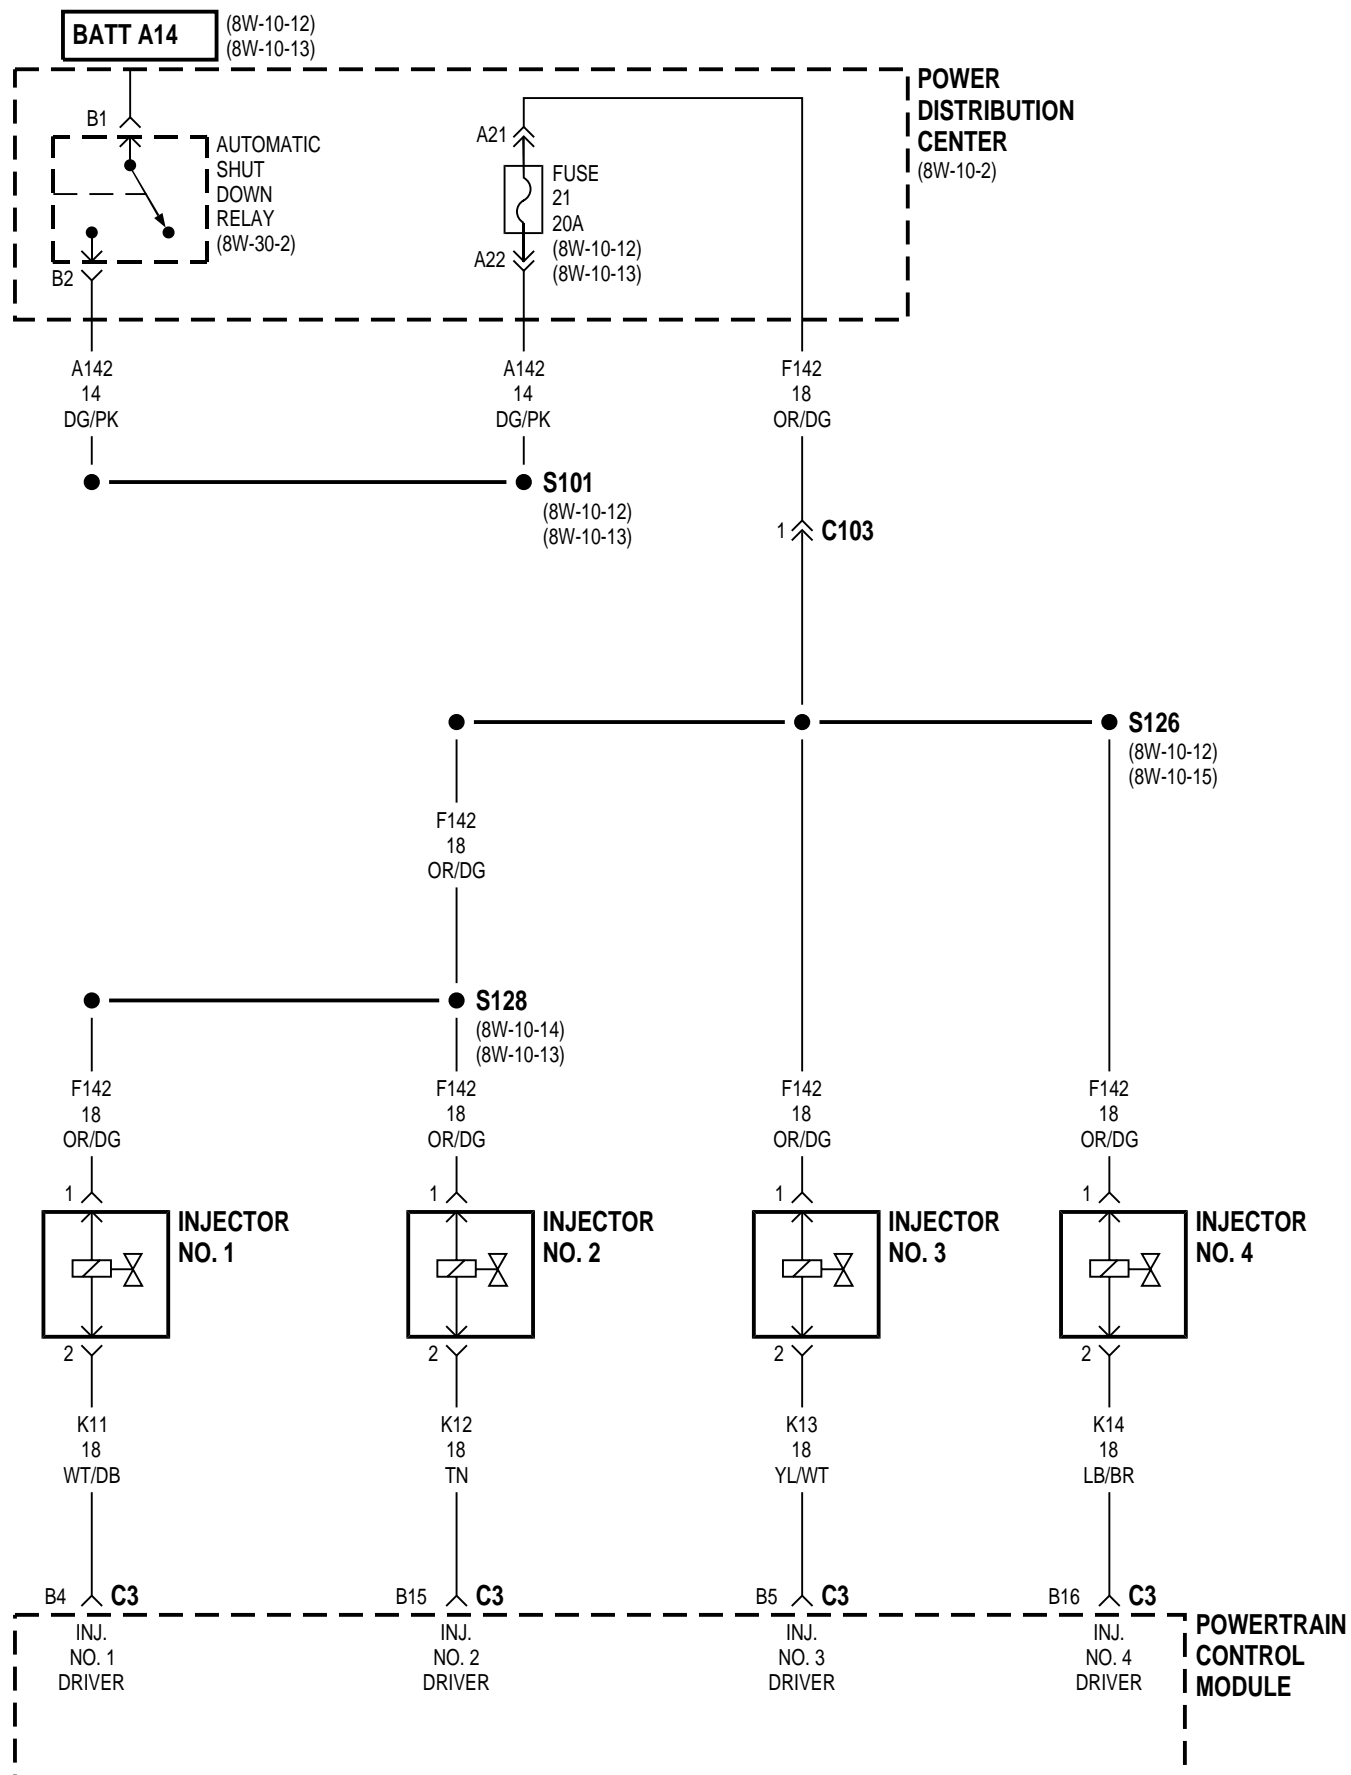 BATT A14
(8W-10-12)
(8W-10-13)
POWER
DISTRIBUTION
CENTER
(8W-10-2)
B1
AUTOMATIC
SHUT
DOWN
RELAY
(8W-30-2)
B2
A21
FUSE
21
20A
(8W-10-12)
(8W-10-13)
A22
A142
14
DG/PK
A142
14
DG/PK
F142
18
OR/DG
S101
(8W-10-12)
(8W-10-13)
1
C103
S126
(8W-10-12)
(8W-10-15)
F142
18
OR/DG
S128
(8W-10-14)
(8W-10-13)
F142
18
OR/DG
F142
18
OR/DG
F142
18
OR/DG
F142
18
OR/DG
1
INJECTOR
NO. 1
2
1
INJECTOR
NO. 2
2
1
INJECTOR
NO. 3
2
1
INJECTOR
NO. 4
2
K11
18
WT/DB
K12
18
TN
K13
18
YL/WT
K14
18
LB/BR
B4 C3
B15 C3
B5 C3
B16 C3
INJ.
NO. 1
DRIVER
INJ.
NO. 2
DRIVER
INJ.
NO. 3
DRIVER
INJ.
NO. 4
DRIVER
POWERTRAIN
CONTROL
MODULE